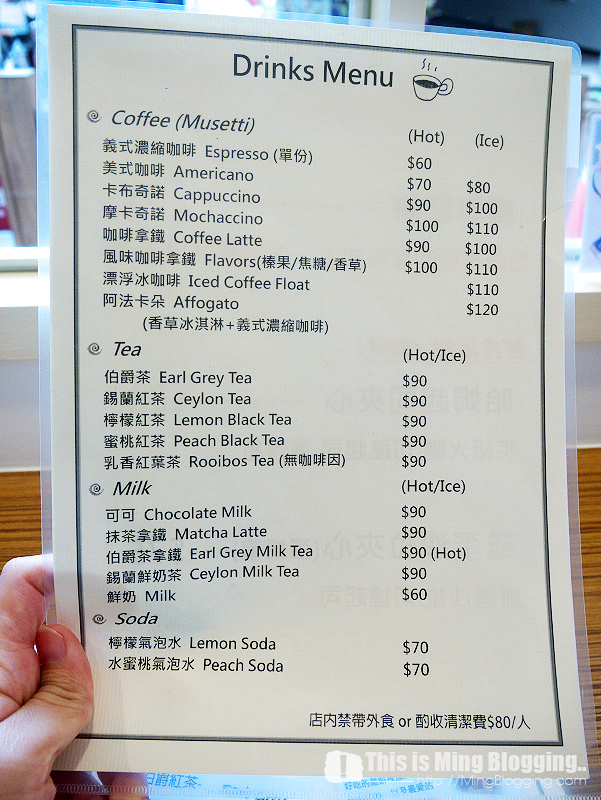 Drinks Menu
Coffee (Musetti) (Hot) (Ice)
義式濃縮咖啡 Espresso (單份) $60
美式咖啡 Americano $70 $80
卡布奇諾 Cappuccino $90 $100
摩卡奇諾 Mochaccino $100 $110
咖啡拿鐵 Coffee Latte $90 $100
風味咖啡拿鐵 Flavors(榛果/焦糖/香草) $100 $110
漂浮冰咖啡 Iced Coffee Float $110
阿法卡朵 Affogato $120
(香草冰淇淋+義式濃縮咖啡)
Tea (Hot/Ice)
伯爵茶 Earl Grey Tea $90
錫蘭紅茶 Ceylon Tea $90
檸檬紅茶 Lemon Black Tea $90
蜜桃紅茶 Peach Black Tea $90
乳香紅葉茶 Rooibos Tea (無咖啡因) $90
Milk (Hot/Ice)
可可 Chocolate Milk $90
抹茶拿鐵 Matcha Latte $90
伯爵茶拿鐵 Earl Grey Milk Tea $90 (Hot)
錫蘭鮮奶茶 Ceylon Milk Tea $90
鮮奶 Milk $60
Soda
檸檬氣泡水 Lemon Soda $70
水蜜桃氣泡水 Peach Soda $70
店內禁帶外食 or 酌收清潔費$80/人
This is Ming Blogging..
http://MingBlogging.com